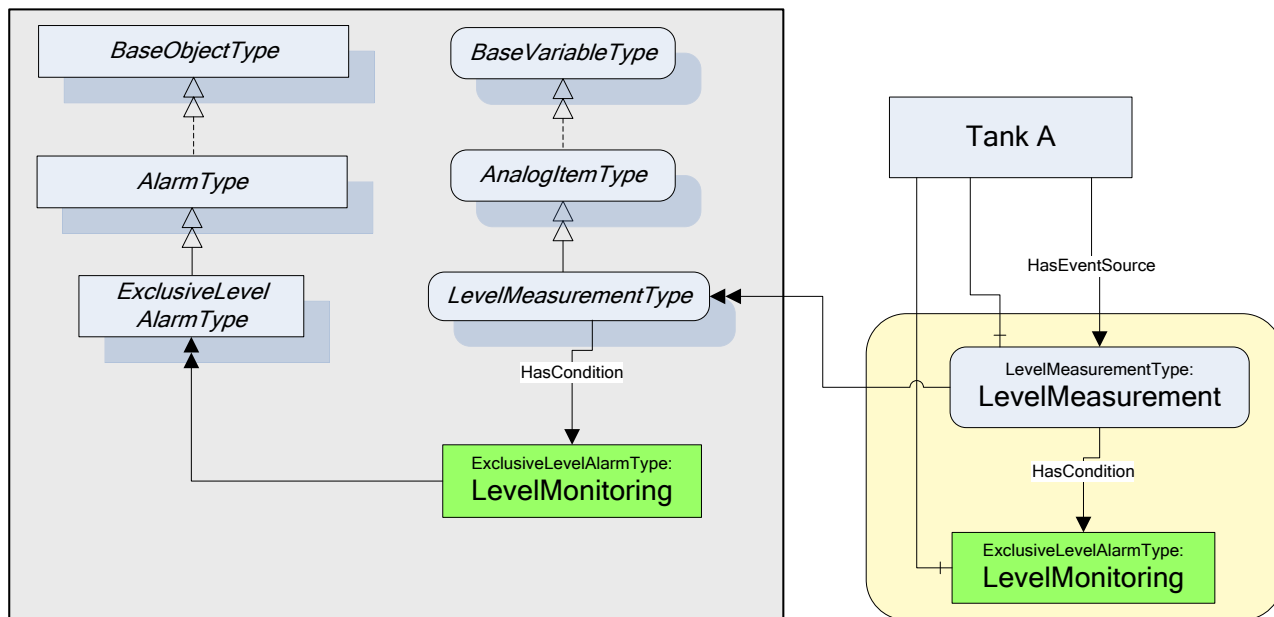 BaseObjectType
BaseVariableType
Tank A
AlarmType
AnalogItemType
HasEventSource
ExclusiveLevel
AlarmType
LevelMeasurementType
LevelMeasurementType:
LevelMeasurement
HasCondition
ExclusiveLevelAlarmType:
LevelMonitoring
HasCondition
ExclusiveLevelAlarmType:
LevelMonitoring